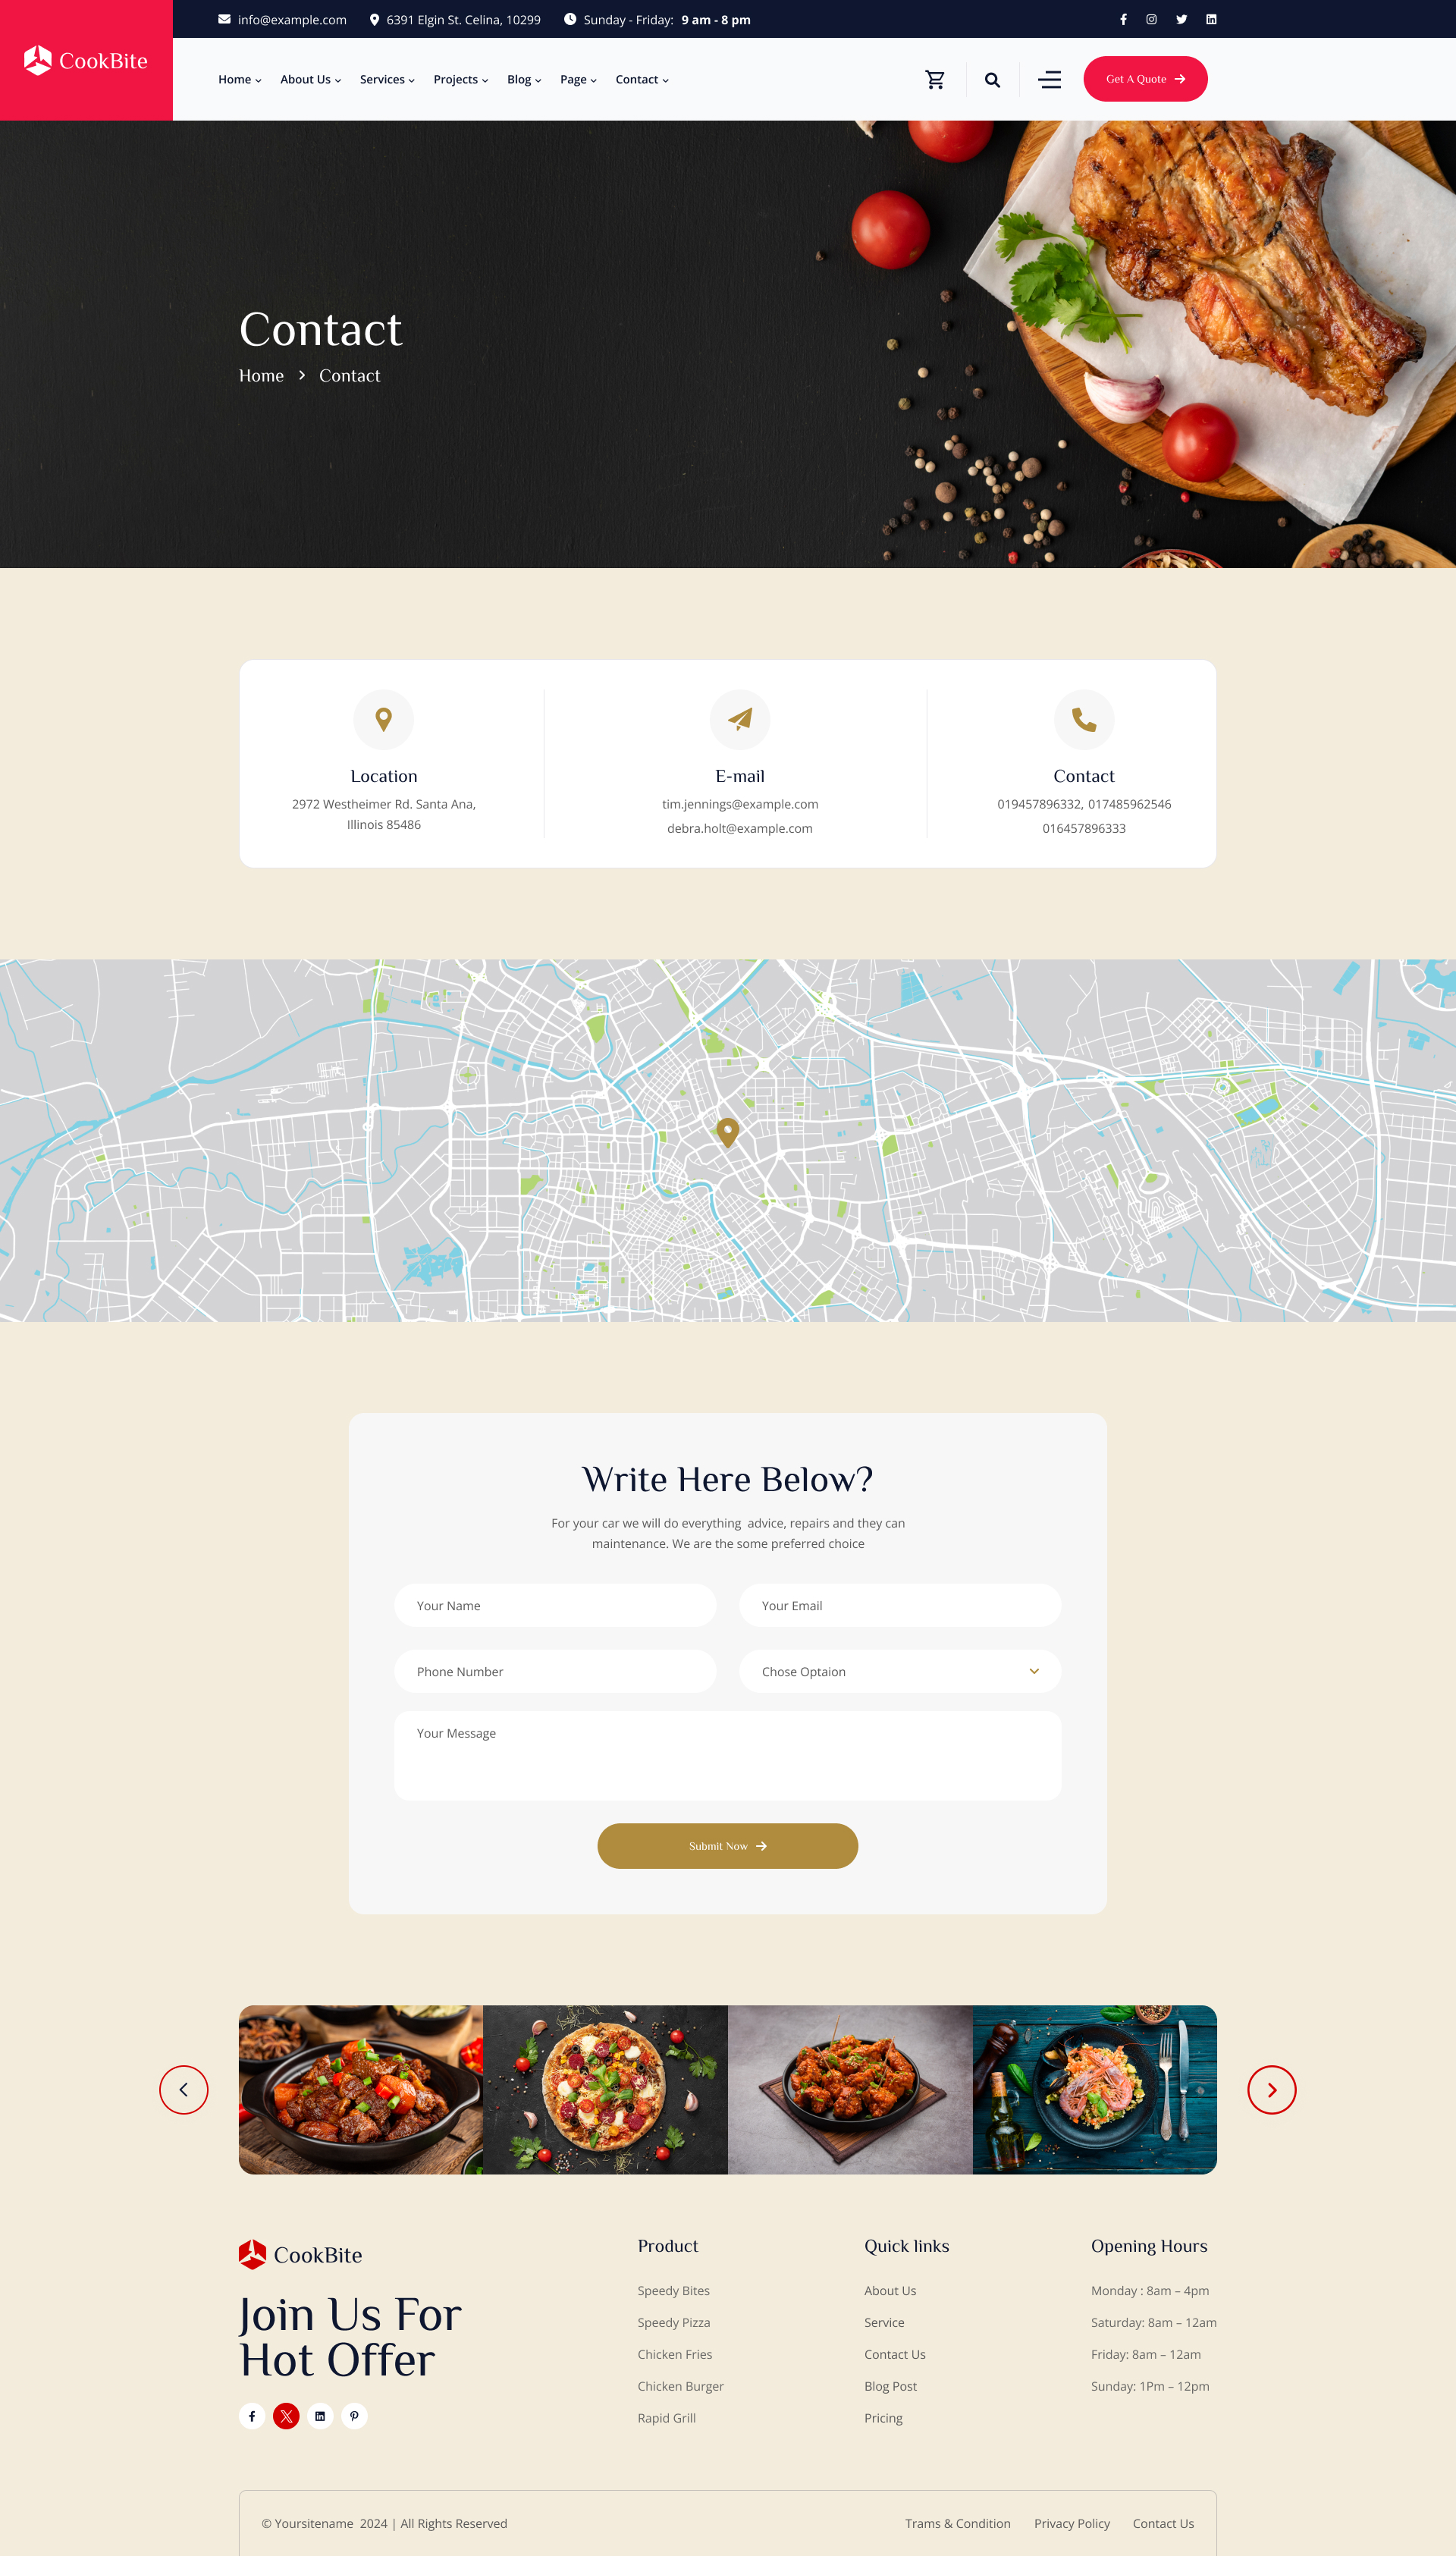 CookBite
info@example.com 6391 Elgin St. Celina, 10299 Sunday - Friday: 9 am - 8 pm
Home About Us Services Projects Blog Page Contact
Get A Quote
Contact
Home Contact
Location
2972 Westheimer Rd. Santa Ana,
Illinois 85486
E-mail
tim.jennings@example.com
debra.holt@example.com
Contact
019457896332, 017485962546
016457896333
Write Here Below?
For your car we will do everything advice, repairs and they can
maintenance. We are the some preferred choice
Your Name
Your Email
Phone Number
Chose Optaion
Your Message
Submit Now
CookBite
Join Us For
Hot Offer
Product
Speedy Bites
Speedy Pizza
Chicken Fries
Chicken Burger
Rapid Grill
Quick links
About Us
Service
Contact Us
Blog Post
Pricing
Opening Hours
Monday : 8am – 4pm
Saturday: 8am – 12am
Friday: 8am – 12am
Sunday: 1Pm – 12pm
© Yoursitename 2024 | All Rights Reserved
Trams & Condition Privacy Policy Contact Us